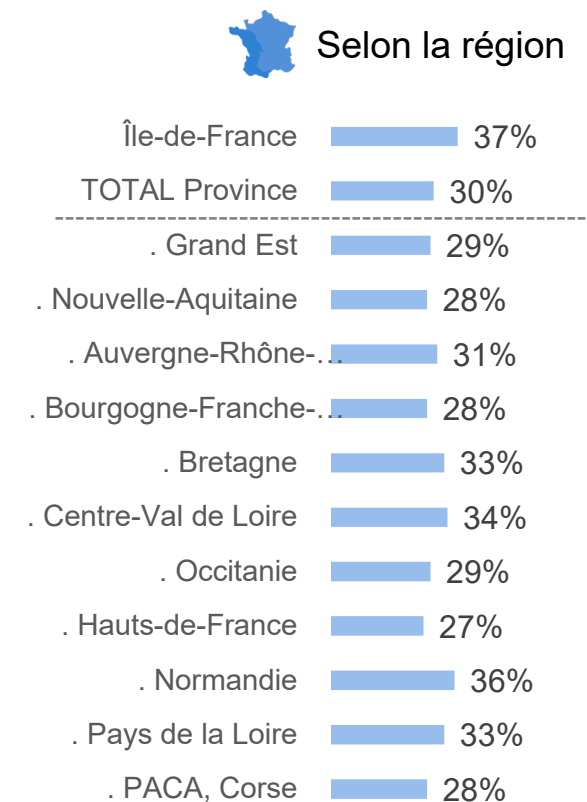 Selon la région
Île-de-France 37%
TOTAL Province 30%
. Grand Est 29%
. Nouvelle-Aquitaine 28%
. Auvergne-Rhône-… 31%
. Bourgogne-Franche-… 28%
. Bretagne 33%
. Centre-Val de Loire 34%
. Occitanie 29%
. Hauts-de-France 27%
. Normandie 36%
. Pays de la Loire 33%
. PACA, Corse 28%